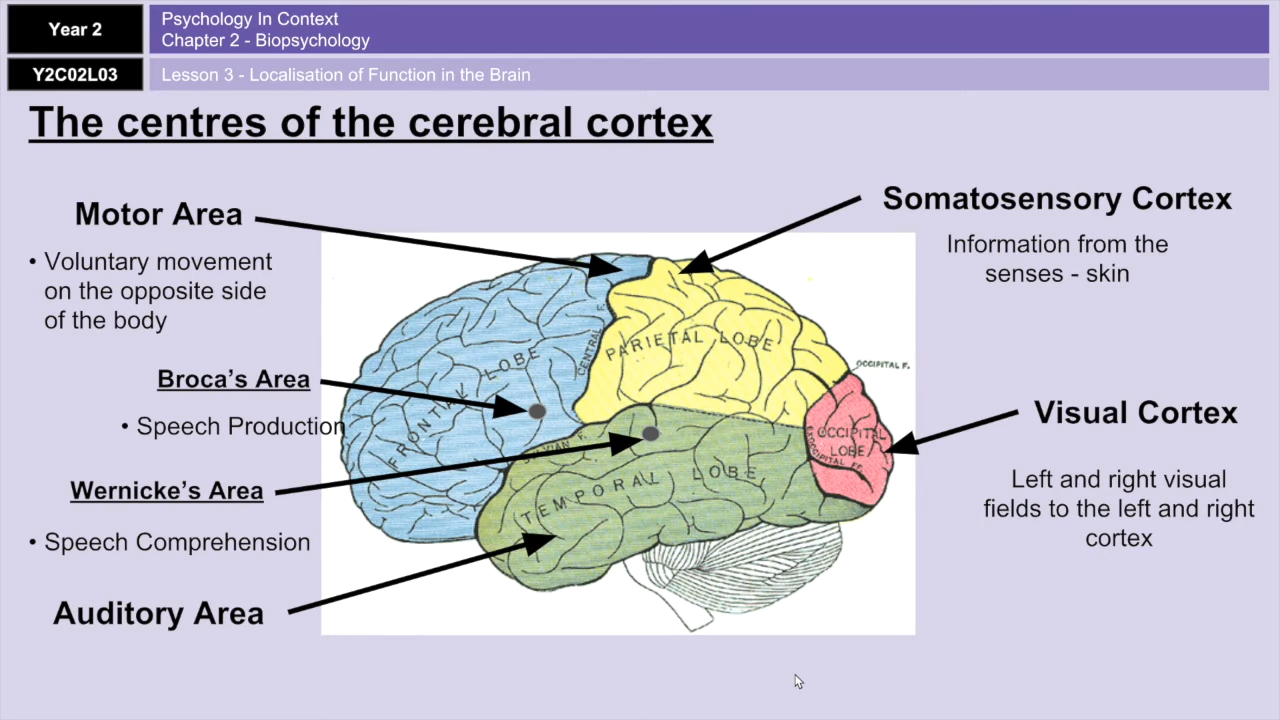 Year 2
Psychology In Context
Chapter 2 - Biopsychology
Y2C02L03
Lesson 3 - Localisation of Function in the Brain
The centres of the cerebral cortex
Motor Area
• Voluntary movement
on the opposite side
of the body
Broca's Area
• Speech Production
Wernicke's Area
• Speech Comprehension
Auditory Area
Somatosensory Cortex
Information from the
senses - skin
Visual Cortex
Left and right visual
fields to the left and right
cortex
FRONTAL LOBE
CENTRAL F.
PARIETAL LOBE
OCCIPITAL F.
OCCIPITAL
LOBE
TEMPORAL LOBE